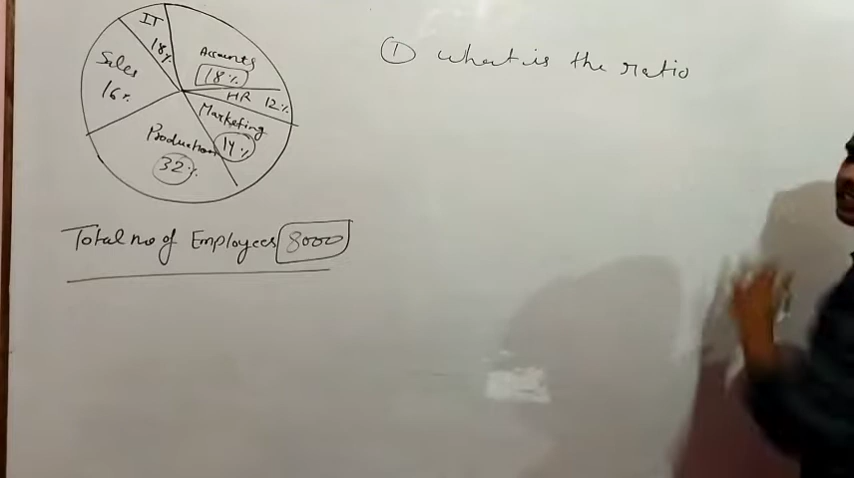 IT
18%
Accounts
18%
Sales
16%
HR 12%
Marketing
14%
Production
32%
Total no of Employees 8000
① what is the ratio